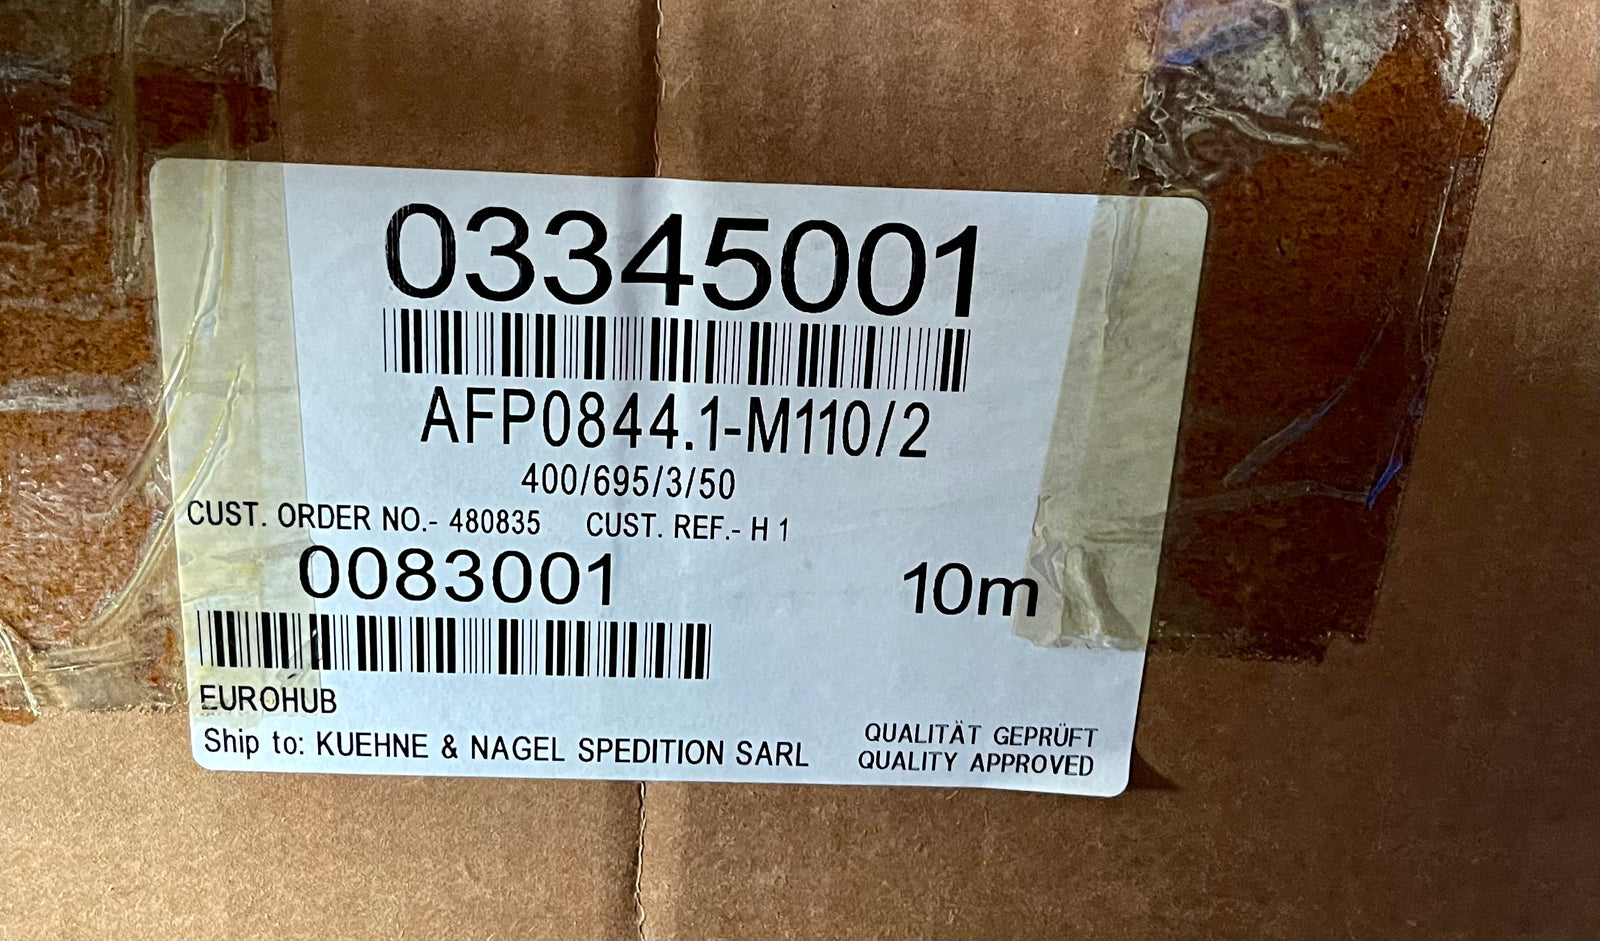 03345001
AFP0844.1-M110/2
400/695/3/50
CUST. ORDER NO.- 480835 CUST. REF.- H 1
0083001 10m
EUROHUB
Ship to: KUEHNE & NAGEL SPEDITION SARL
QUALITÄT GEPRÜFT
QUALITY APPROVED